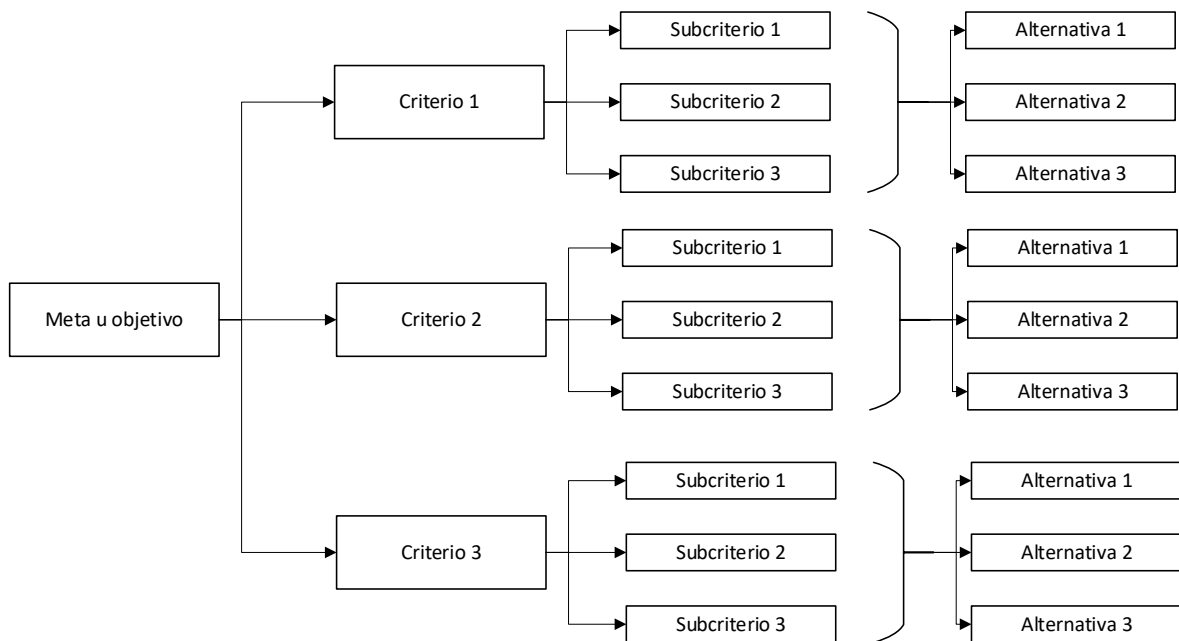 Subcriterio 1
Alternativa 1
Criterio 1
Subcriterio 2
Alternativa 2
Subcriterio 3
Alternativa 3
Subcriterio 1
Alternativa 1
Meta u objetivo
Criterio 2
Subcriterio 2
Alternativa 2
Subcriterio 3
Alternativa 3
Subcriterio 1
Alternativa 1
Criterio 3
Subcriterio 2
Alternativa 2
Subcriterio 3
Alternativa 3